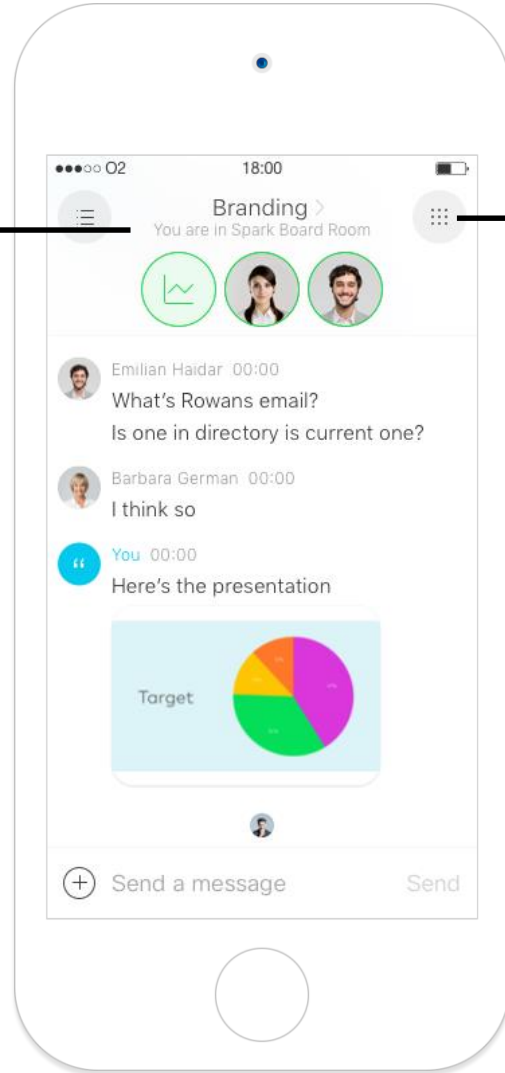 O2 18:00
Branding >
You are in Spark Board Room
Emilian Haidar 00:00
What's Rowans email?
Is one in directory is current one?
Barbara German 00:00
I think so
“ You 00:00
Here's the presentation
Target
Send a message Send